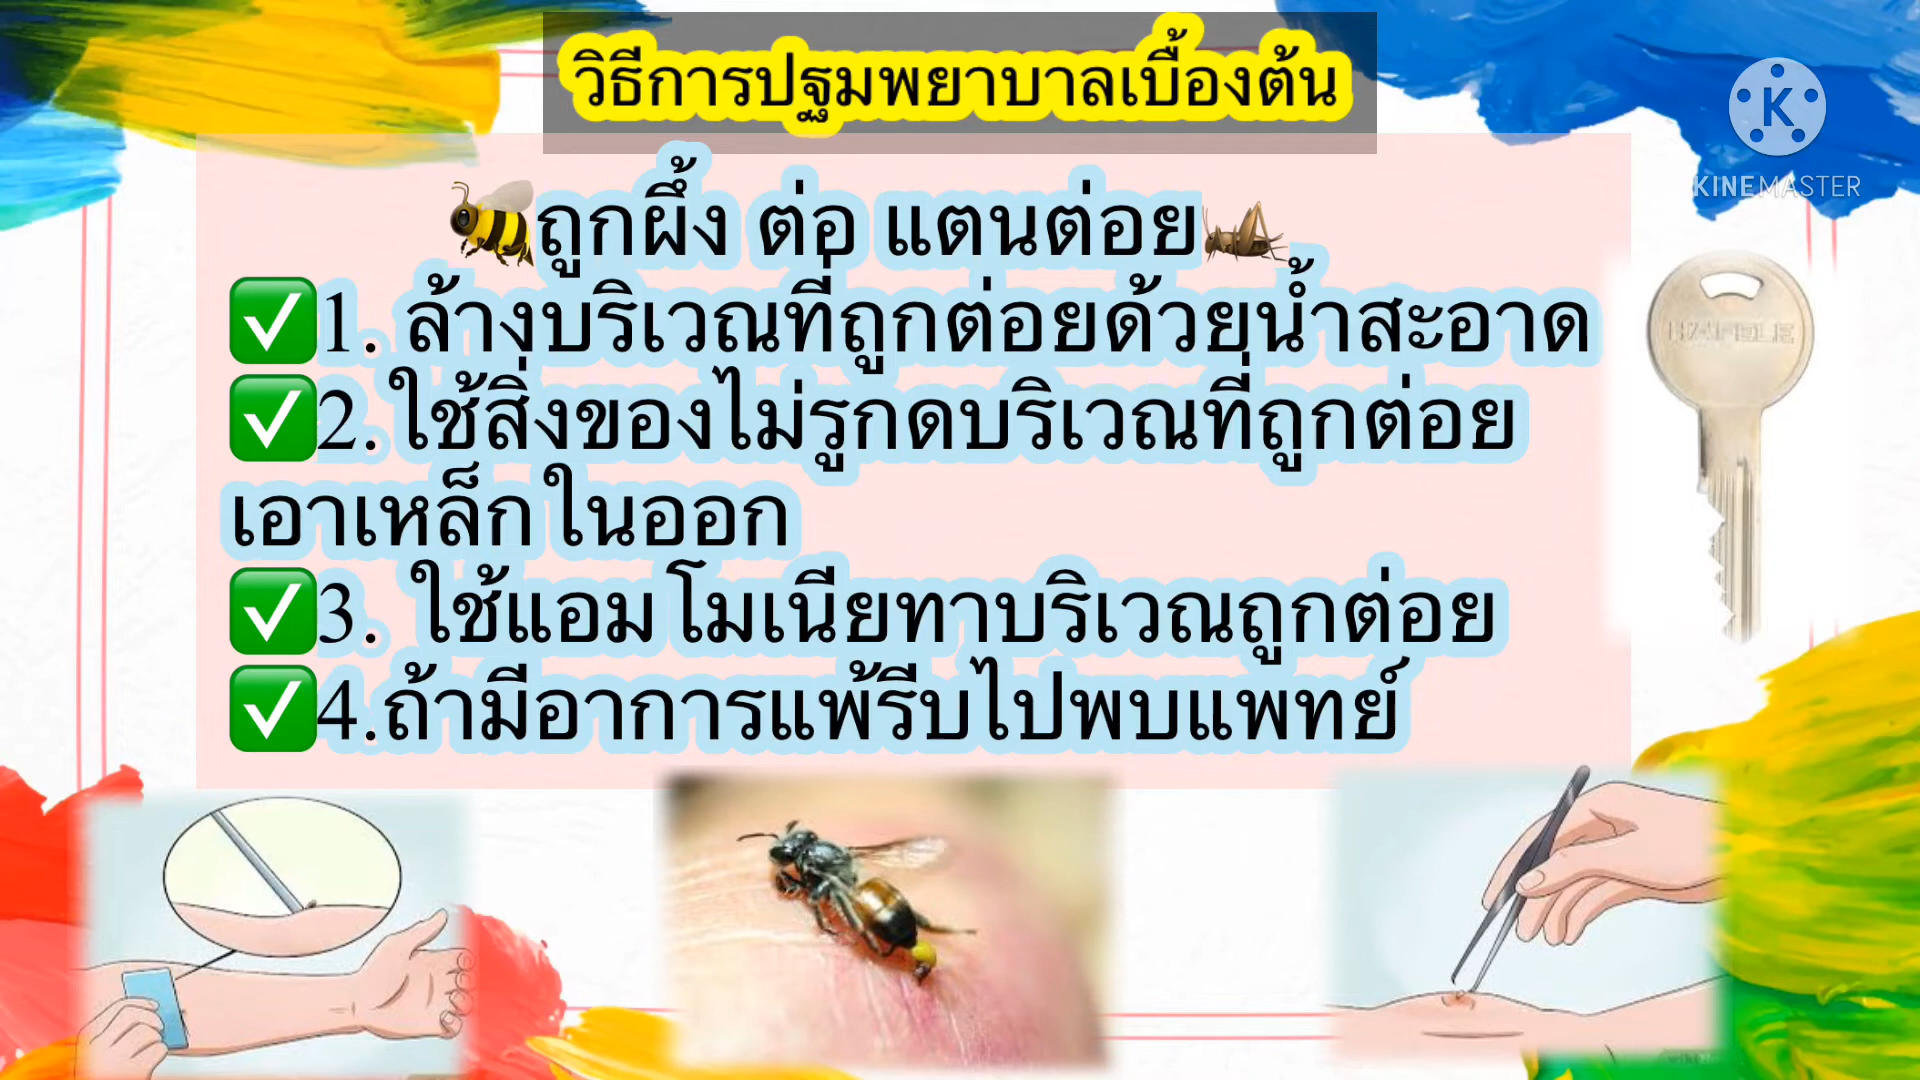 วิธีการปฐมพยาบาลเบื้องต้น
ถูกผึ้ง ต่อ แตนต่อย
✅1. ล้างบริเวณที่ถูกต่อยด้วยน้ำสะอาด
✅2. ใช้สิ่งของไม่รูกดบริเวณที่ถูกต่อย
เอาเหล็กในออก
✅3. ใช้แอมโมเนียทาบริเวณถูกต่อย
✅4.ถ้ามีอาการแพ้รีบไปพบแพทย์
K
KINEMASTER
HAFELE